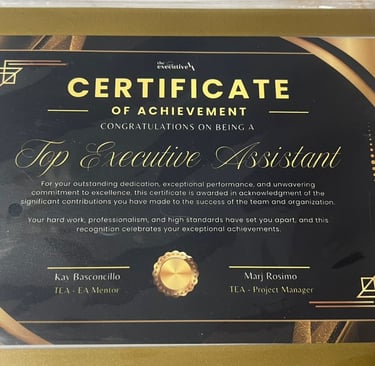 the
executive
CERTIFICATE
OF ACHIEVEMENT
CONGRATULATIONS ON BEING A
Top Executive Assistant
For your outstanding dedication, exceptional performance, and unwavering
commitment to excellence, this certificate is awarded in acknowledgment of the
significant contributions you have made to the success of the team and organization.
Your hard work, professionalism, and high standards have set you apart, and this
recognition celebrates your exceptional achievements.
Kay Basconcillo
TEA - EA Mentor
Marj Rosimo
TEA - Project Manager